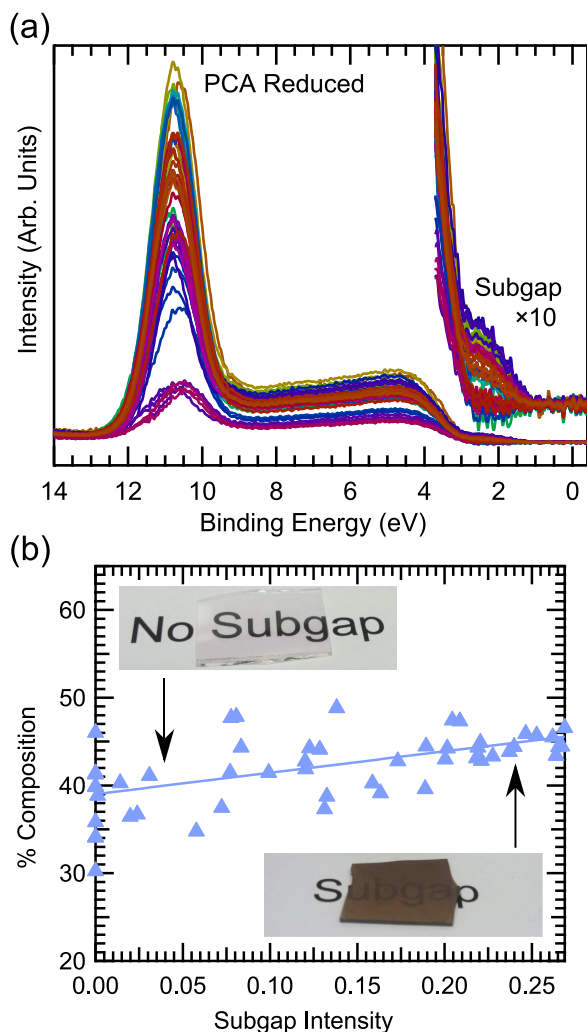 (a)
PCA Reduced
Subgap
×10
Intensity (Arb. Units)
14 12 10 8 6 4 2 0
Binding Energy (eV)
(b)
60
50
40
30
20
% Composition
No Subgap
Subgap
0.00 0.05 0.10 0.15 0.20 0.25
Subgap Intensity